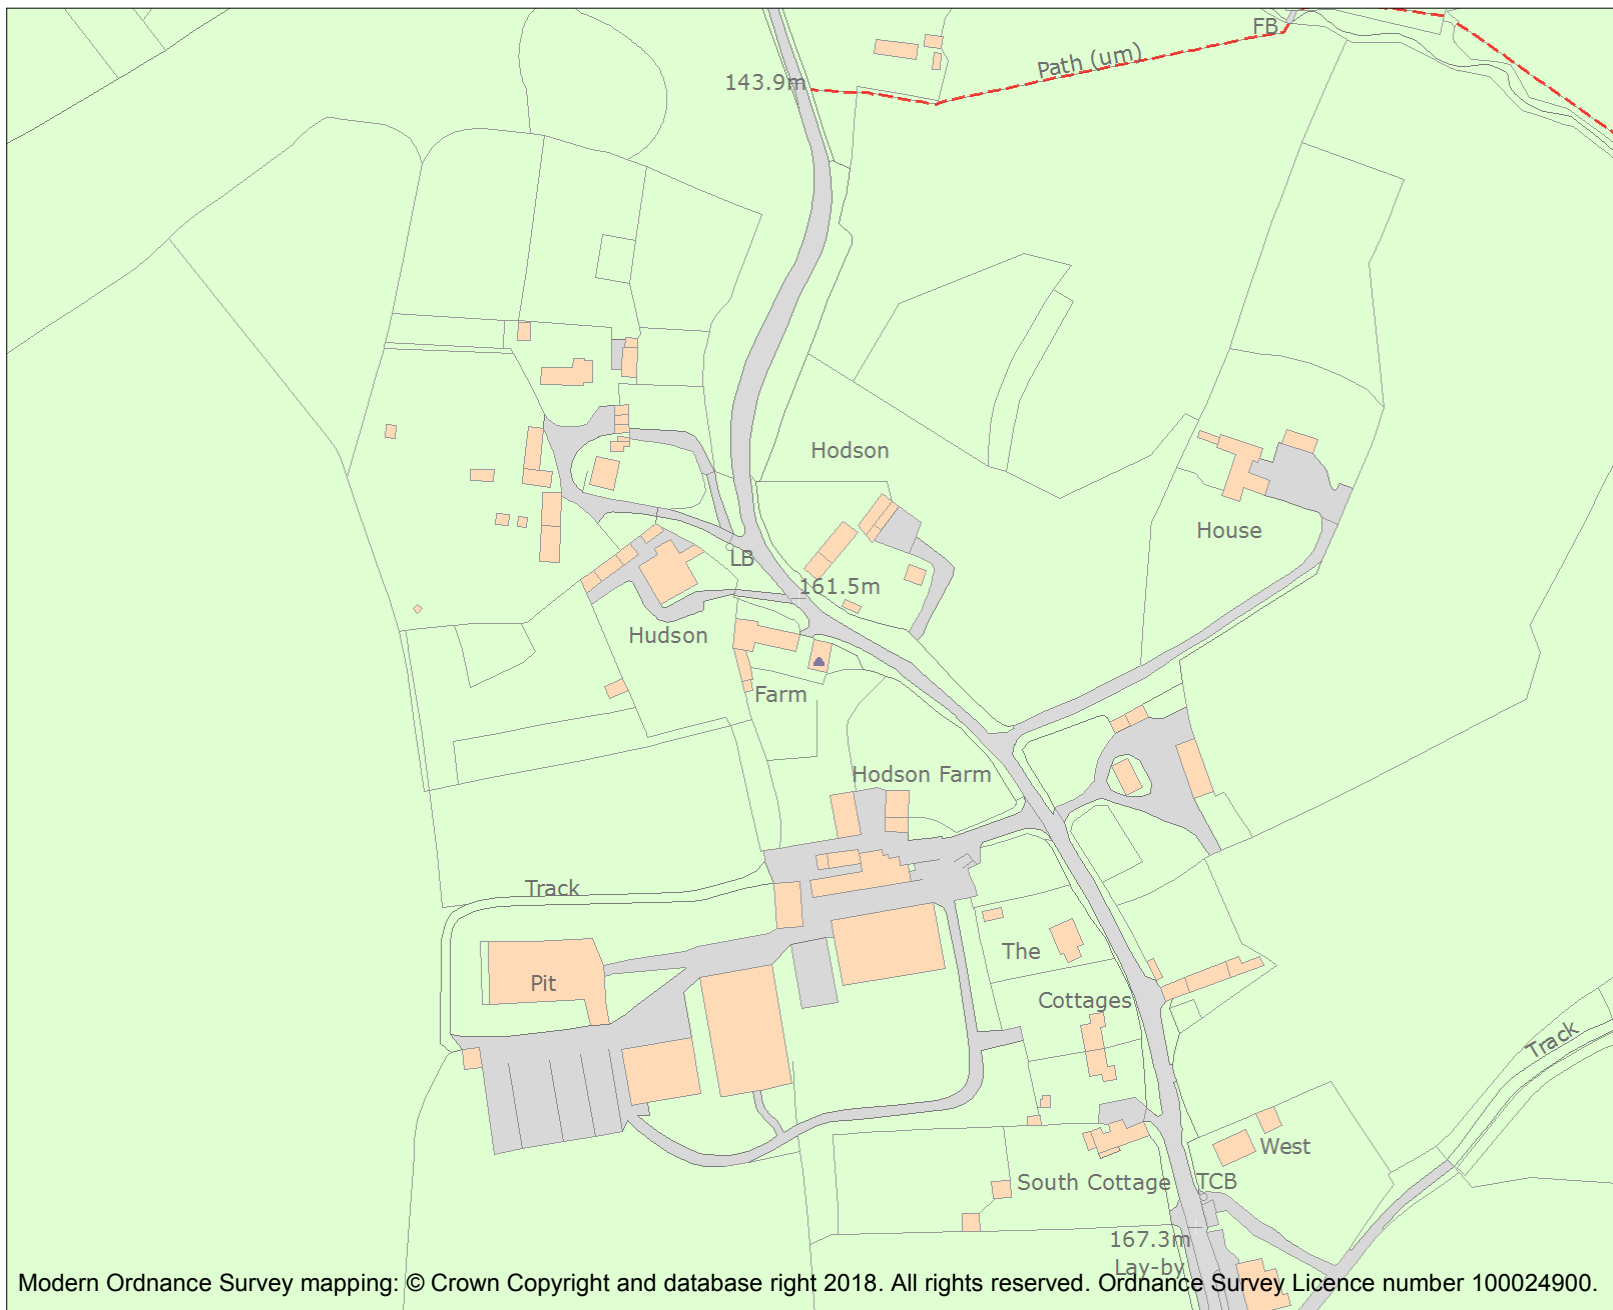 FB
Path (um)
143.9m
Hodson
House
LB
161.5m
Hudson
Farm
Hodson Farm
Track
The
Pit
Cottages
Track
West
South Cottage
TCB
167.3m
Lay-by
Modern Ordnance Survey mapping: © Crown Copyright and database right 2018. All rights reserved. Ordnance Survey Licence number 100024900.